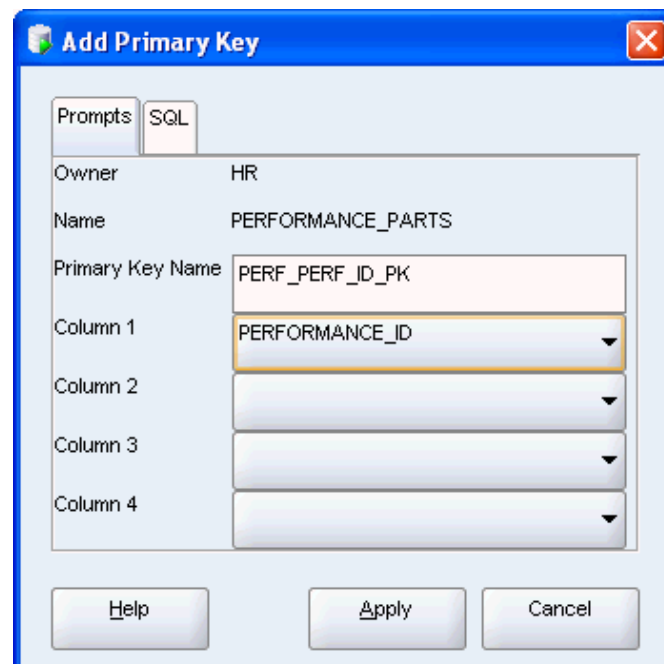 Add Primary Key
Prompts SQL
Owner HR
Name PERFORMANCE_PARTS
Primary Key Name PERF_PERF_ID_PK
Column 1 PERFORMANCE_ID
Column 2
Column 3
Column 4
Help Apply Cancel